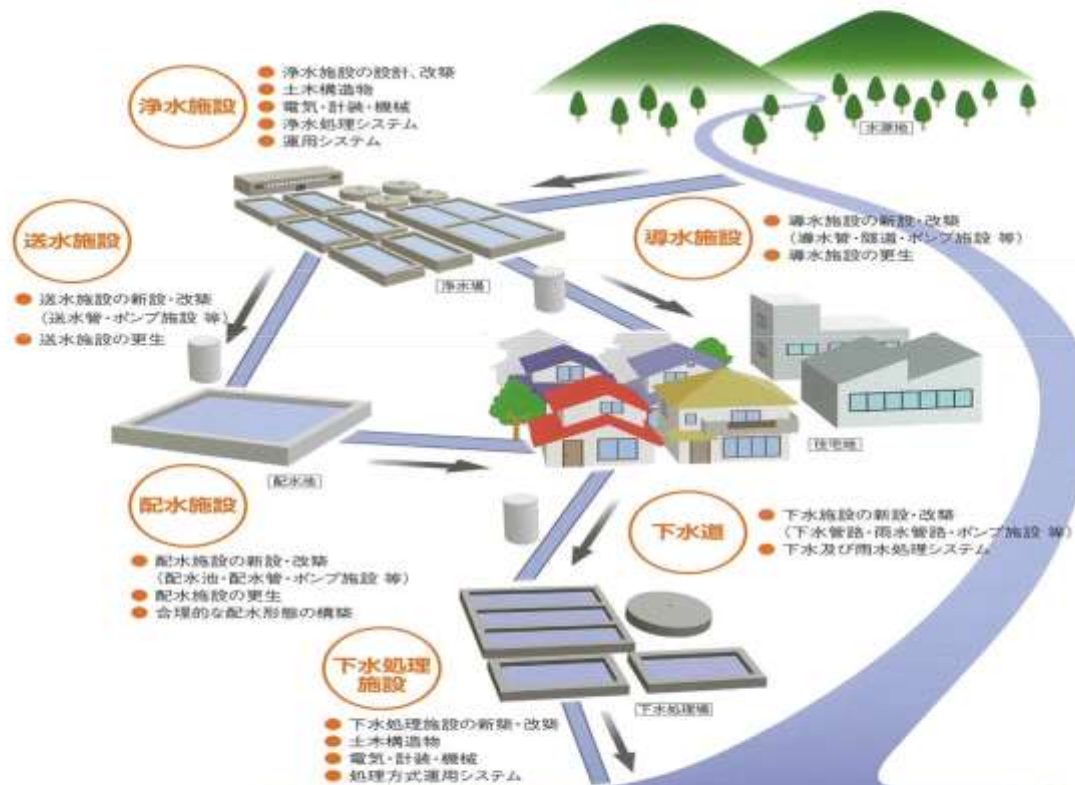 浄水施設
● 浄水施設の設計、改築
● 土木構造物
● 電気・計装・機械
● 浄水処理システム
● 運用システム
水源地
送水施設
● 送水施設の新設・改築
(送水管・ポンプ施設 等)
● 送水施設の更生
浄水場
導水施設
● 導水施設の新設・改築
(導水管・隧道・ポンプ施設 等)
● 導水施設の更生
住宅地
配水池
配水施設
● 配水施設の新設・改築
(配水池・配水管・ポンプ施設 等)
● 配水施設の更生
● 合理的な配水形態の構築
下水道
● 下水施設の新設・改築
(下水管路・雨水管路・ポンプ施設 等)
● 下水及び雨水処理システム
下水処理
施設
● 下水処理施設の新築・改築
● 土木構造物
● 電気・計装・機械
● 処理方式運用システム
下水処理場